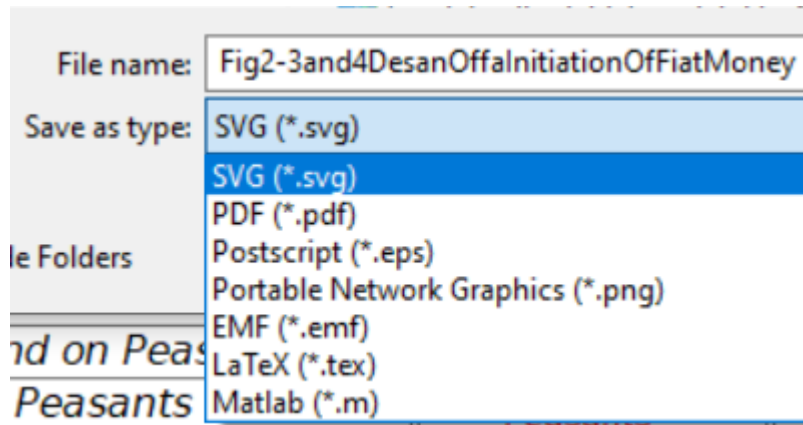 File name: Fig2-3and4DesanOffaInitiationOfFiatMoney
Save as type: SVG (*.svg)
SVG (*.svg)
PDF (*.pdf)
Postscript (*.eps)
le Folders
Portable Network Graphics (*.png)
EMF (*.emf)
nd on Peas
LaTeX (*.tex)
Peasants
Matlab (*.m)